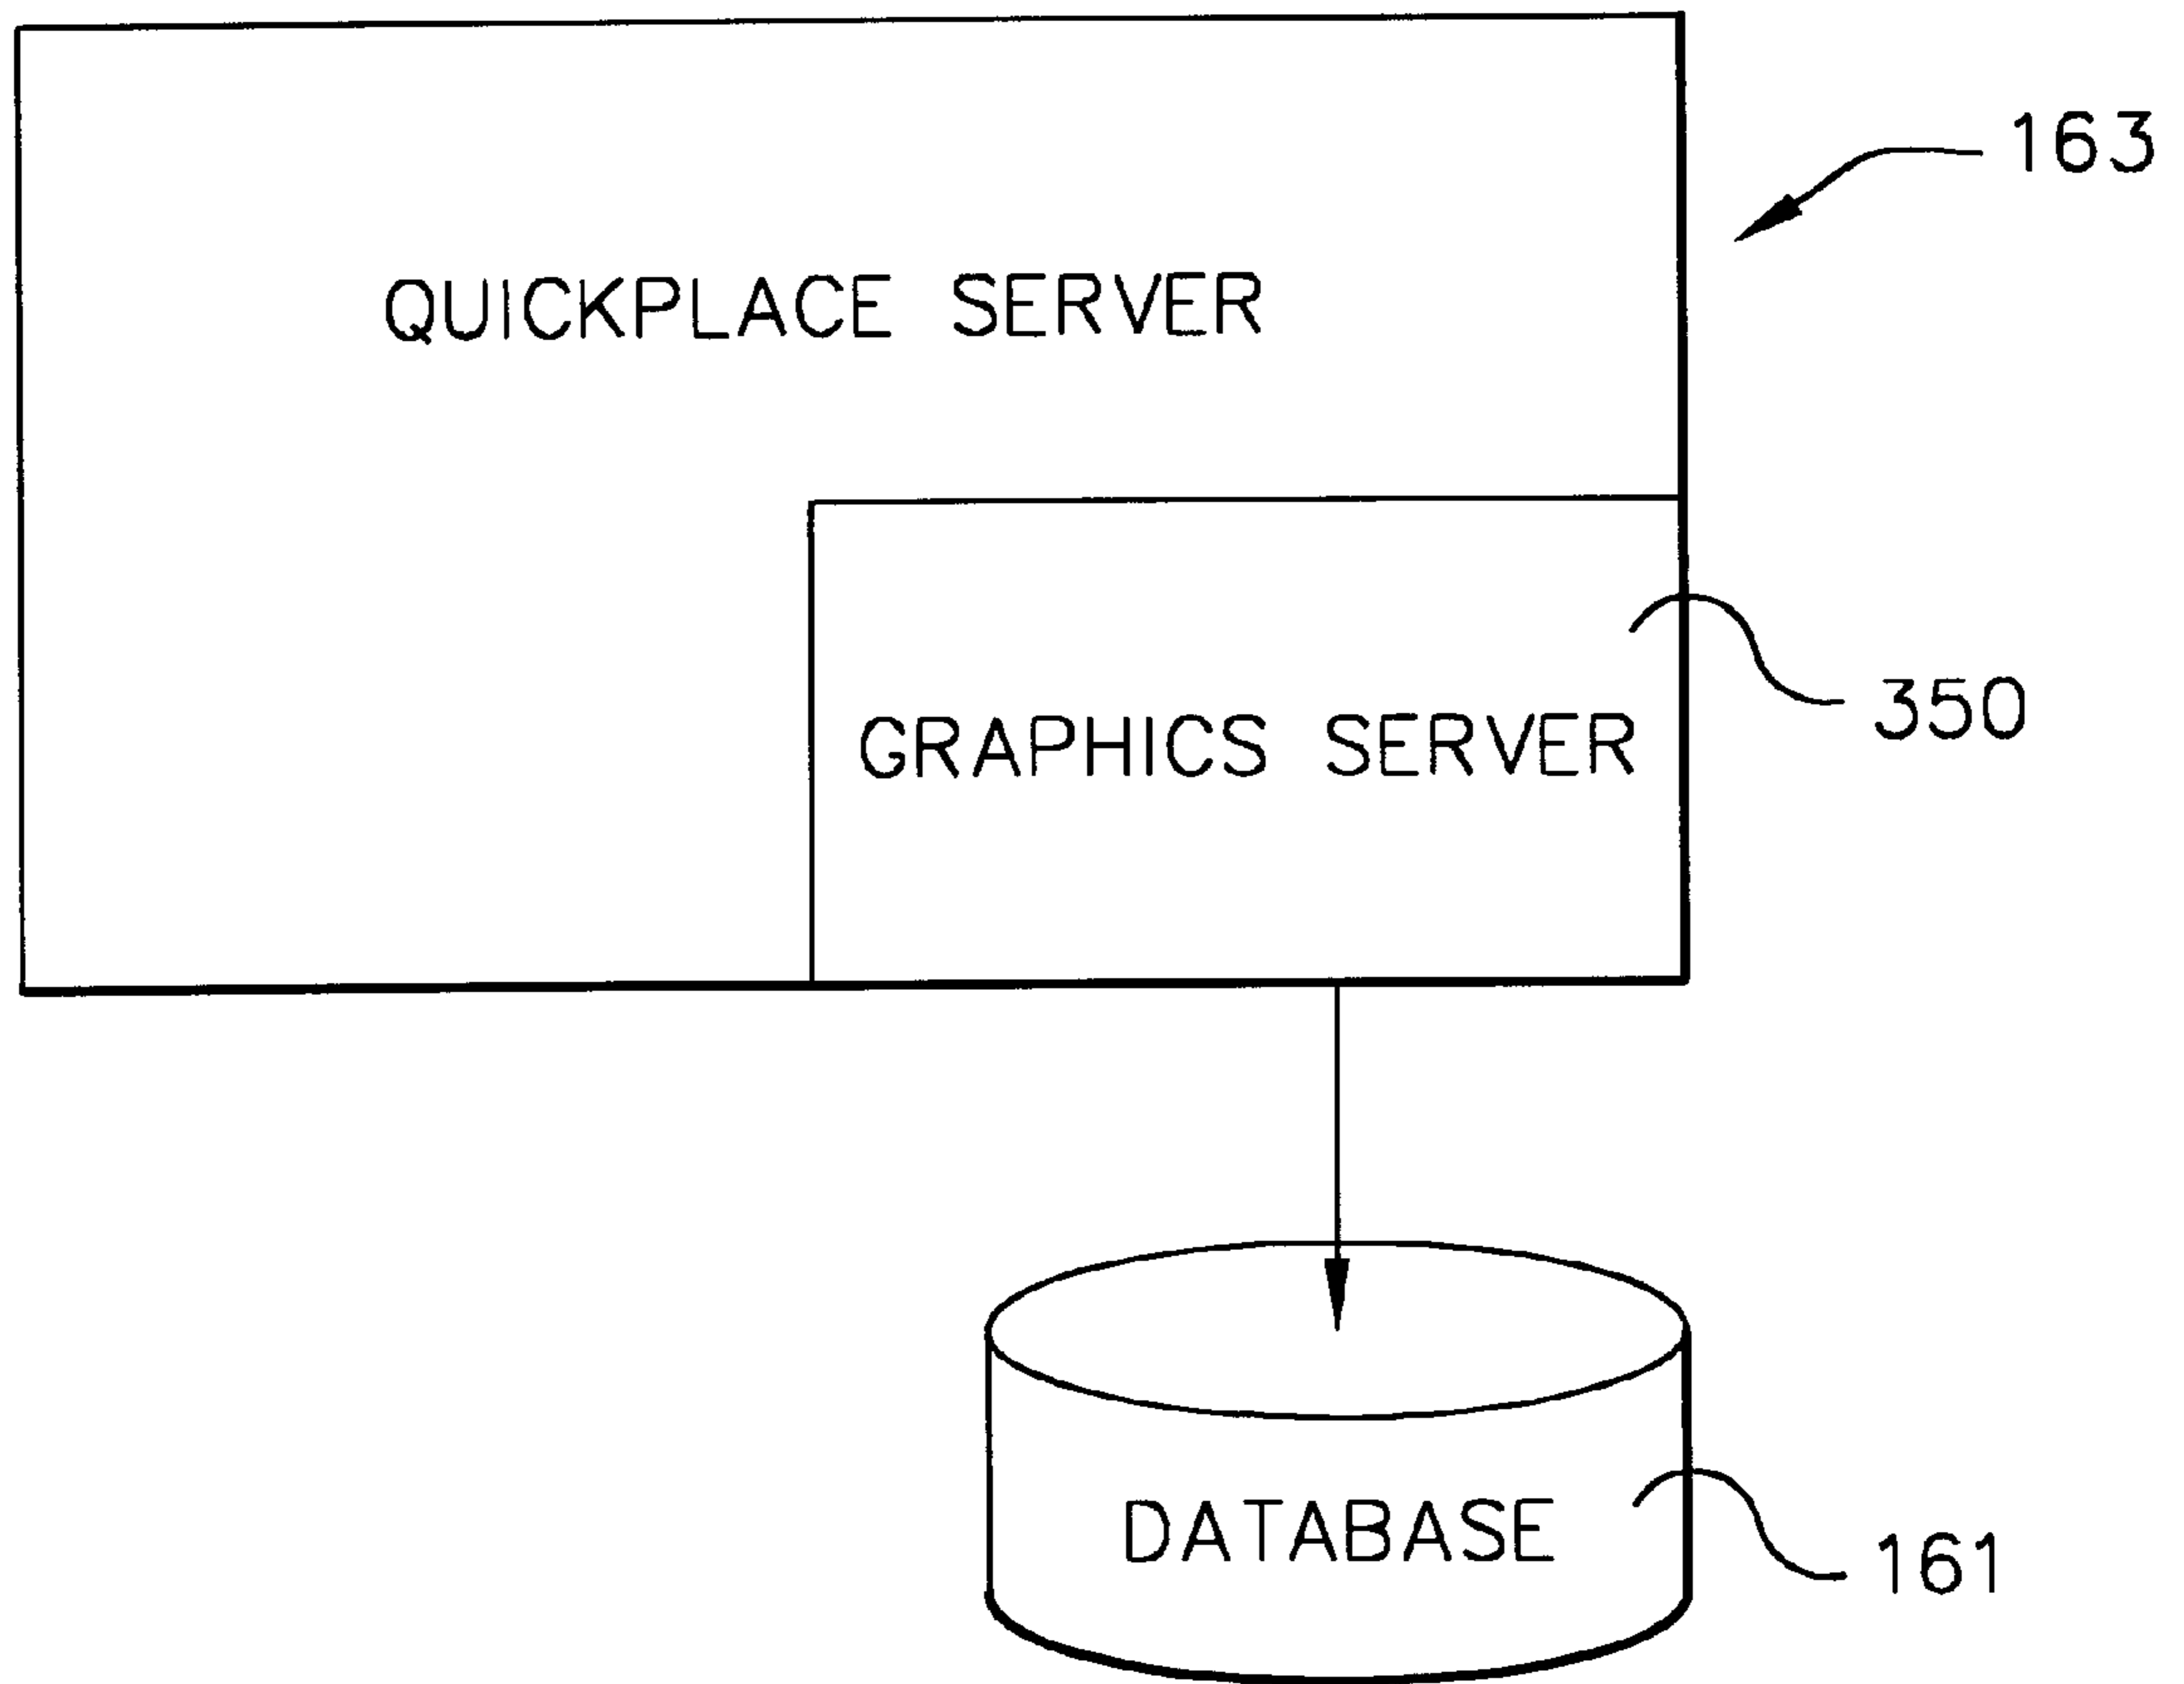 163
QUICKPLACE SERVER
350
GRAPHICS SERVER
DATABASE
161